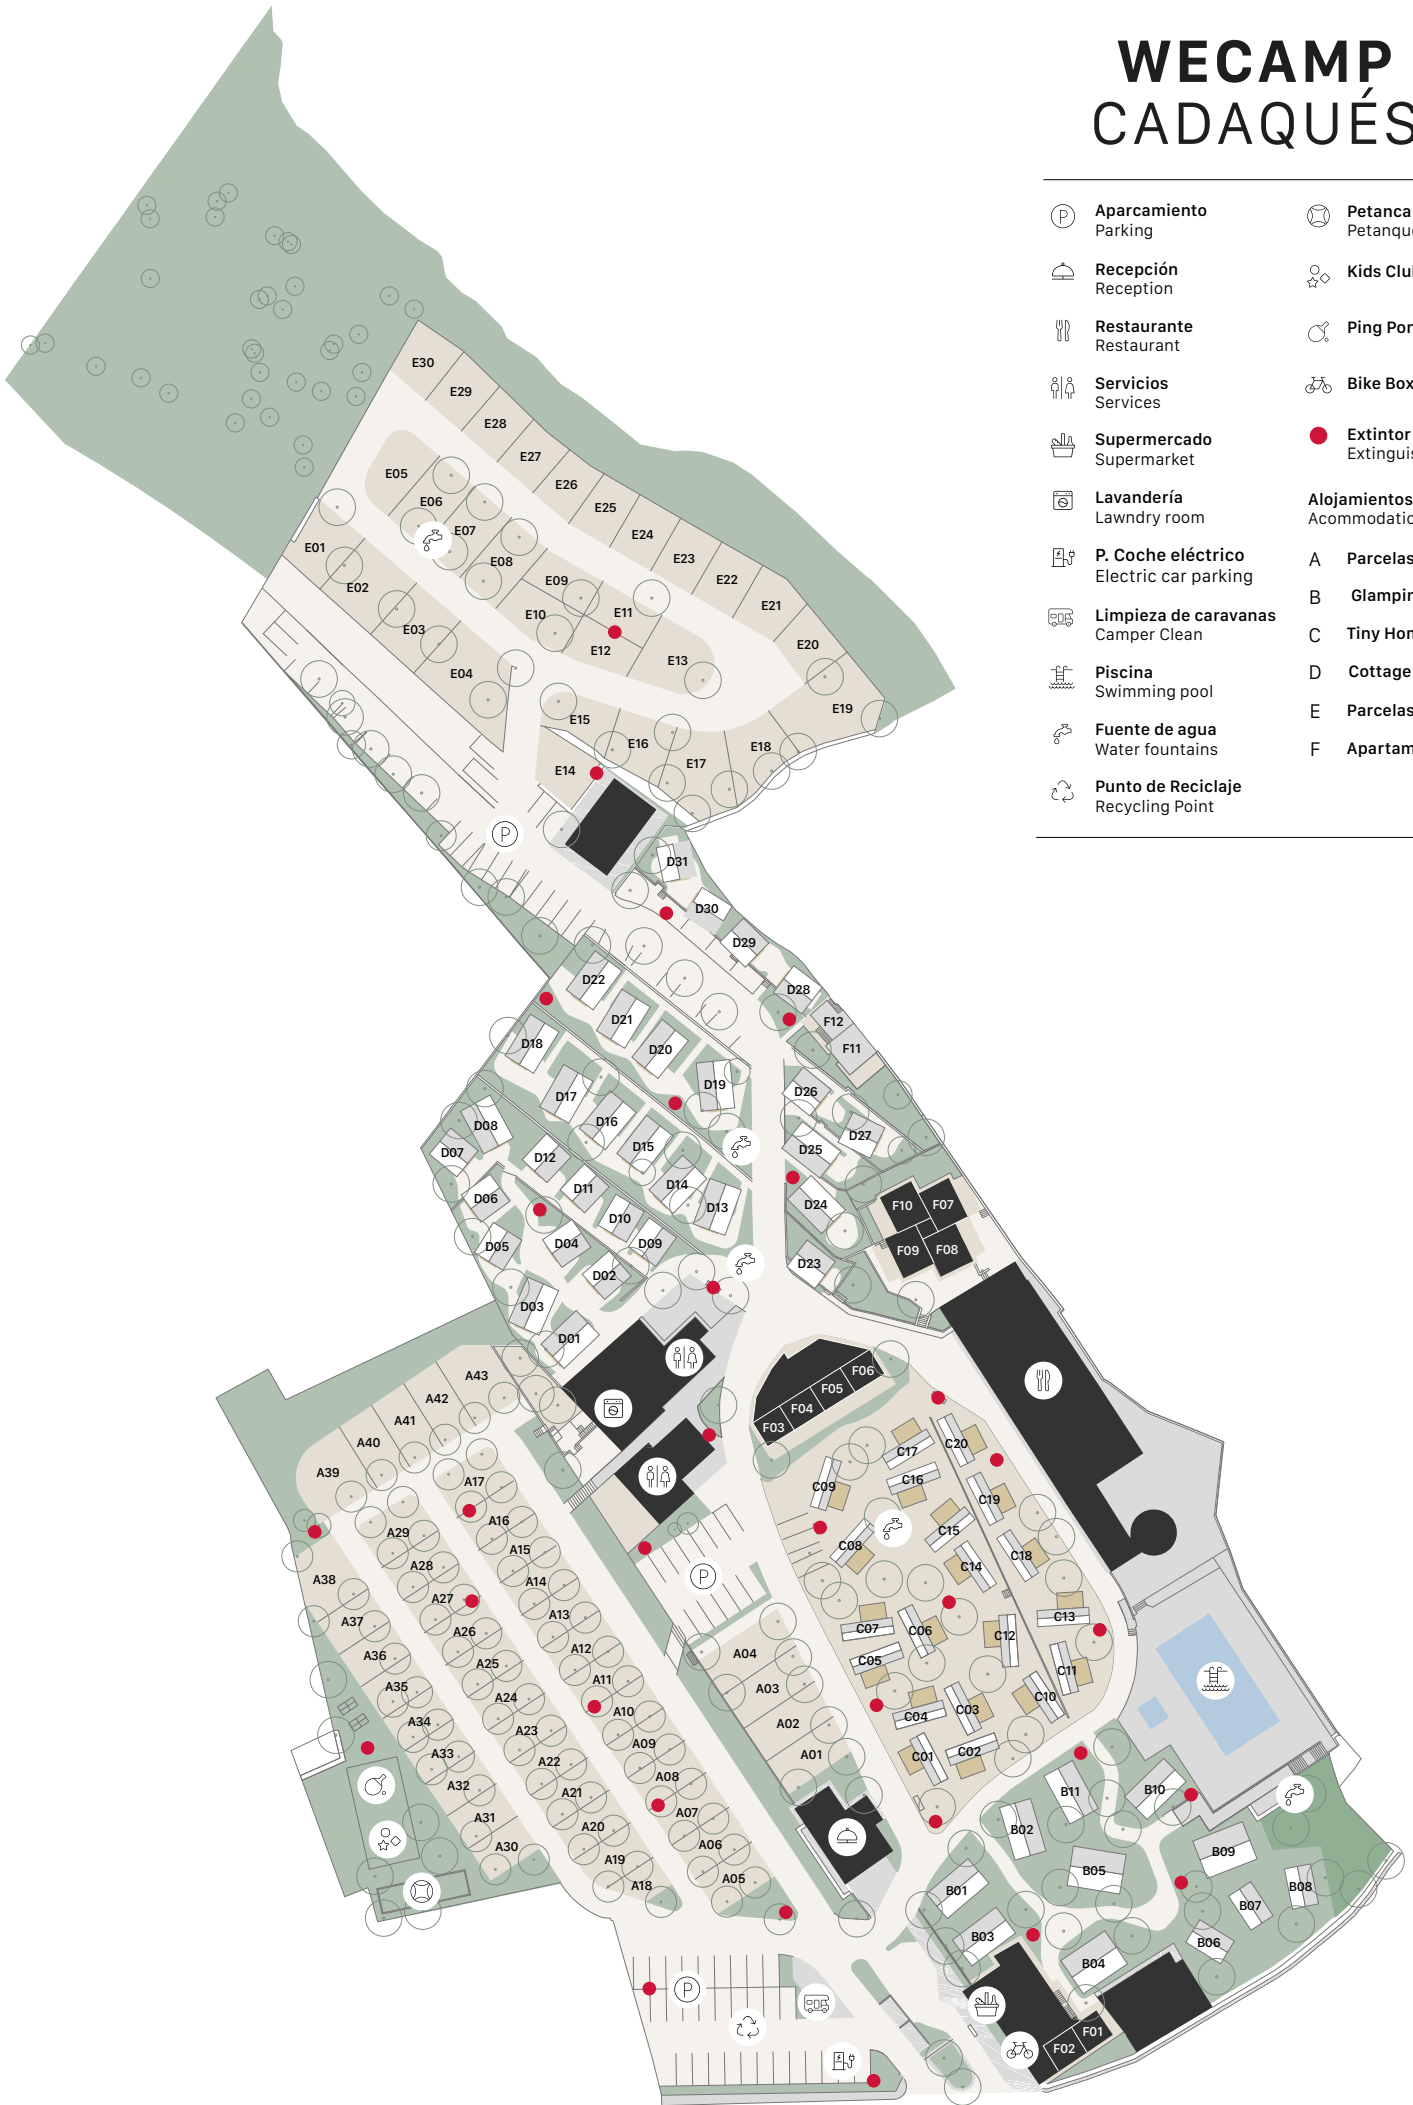 WECAMP
CADAQUÉS
Aparcamiento
Parking
Recepción
Reception
Restaurante
Restaurant
Servicios
Services
Supermercado
Supermarket
Lavandería
Lawndry room
P. Coche eléctrico
Electric car parking
Limpieza de caravanas
Camper Clean
Piscina
Swimming pool
Fuente de agua
Water fountains
Punto de Reciclaje
Recycling Point
Petanca
Kids
Ping
Bike Box
Extintor
Alojamientos
A Parcelas
B
C Tiny
D Cottage
E Parcelas
F
E30
E29
E28
E27
E26
E25
E24
E23
E22
E21
E20
E19
E05
E06
E07
E08
E09
E10
E11
E12
E13
E01
E02
E03
E04
E15
E16
E17
E18
E14
P
D31
D30
D29
D28
F12
F11
D22
D21
D20
D19
D18
D17
D16
D15
D14
D13
D26
D27
D25
D24
D23
D08
D07
D12
D11
D10
D09
D06
D05
D04
D02
D03
D01
F10
F07
F09
F08
F06
F05
F04
F03
A43
A42
A41
A40
A39
A17
A16
A15
A14
A13
A12
A11
A10
A09
A08
A07
A06
A05
A29
A28
A27
A26
A25
A24
A23
A22
A21
A20
A19
A18
A38
A37
A36
A35
A34
A33
A32
A31
A30
P
A04
A03
A02
A01
C20
C17
C16
C09
C19
C15
C08
C18
C14
C13
C07
C06
C12
C05
C11
C10
C04
C03
C02
C01
B11
B10
B02
B09
B05
B08
B07
B01
B03
B06
B04
F01
F02
P